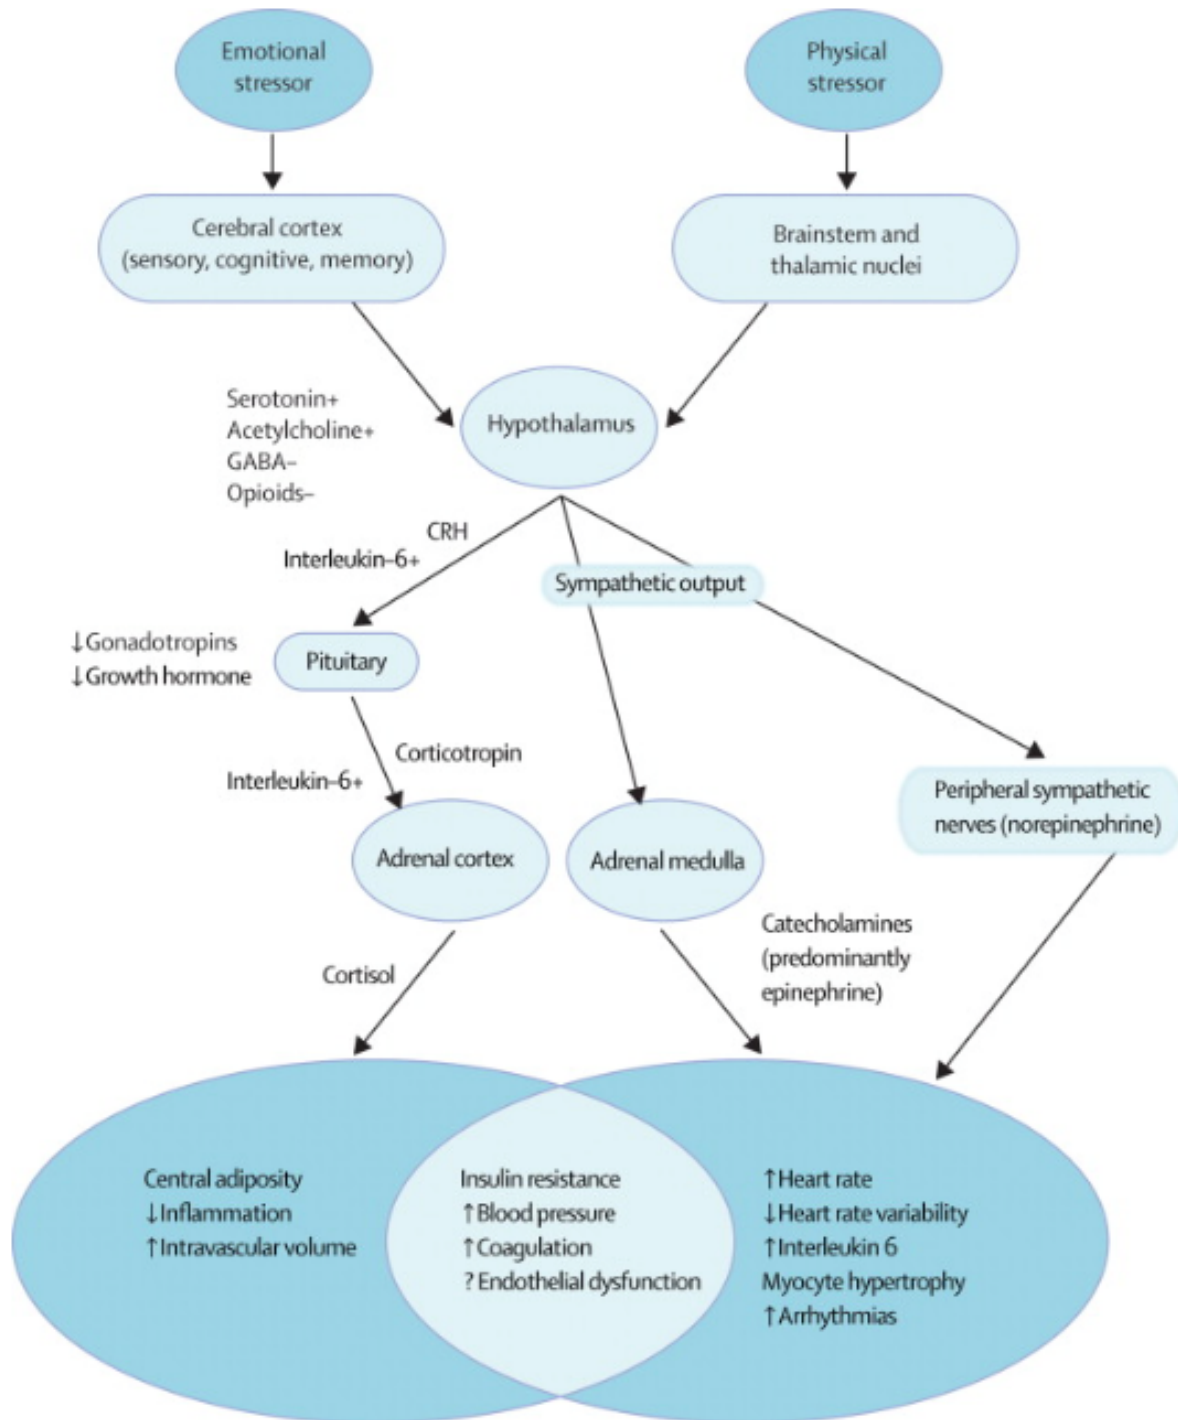 Emotional
stressor
Physical
stressor
Cerebral cortex
(sensory, cognitive, memory)
Brainstem and
thalamic nuclei
Serotonin+
Acetylcholine+
GABA–
Opioids–
Hypothalamus
CRH
Interleukin–6+
Sympathetic output
↓Gonadotropins
↓Growth hormone
Pituitary
Corticotropin
Interleukin–6+
Peripheral sympathetic
nerves (norepinephrine)
Adrenal cortex
Adrenal medulla
Cortisol
Catecholamines
(predominantly
epinephrine)
Central adiposity
↓Inflammation
↑Intravascular volume
Insulin resistance
↑Blood pressure
↑Coagulation
?Endothelial dysfunction
↑Heart rate
↓Heart rate variability
↑Interleukin 6
Myocyte hypertrophy
↑Arrhythmias